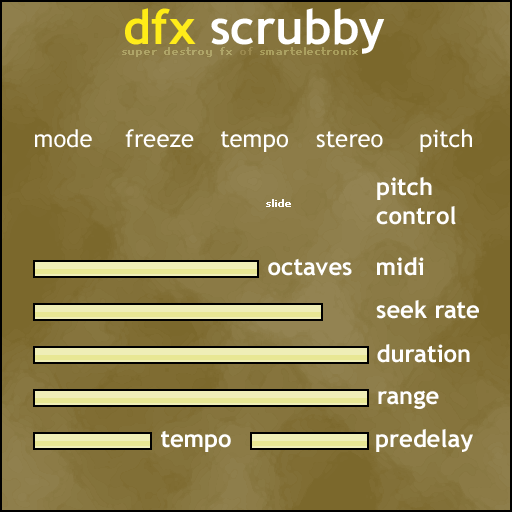 dfx scrubby
super destroy fx of smartelectronix
mode freeze tempo stereo pitch
slide
pitch
control
octaves midi
seek rate
duration
range
tempo predelay